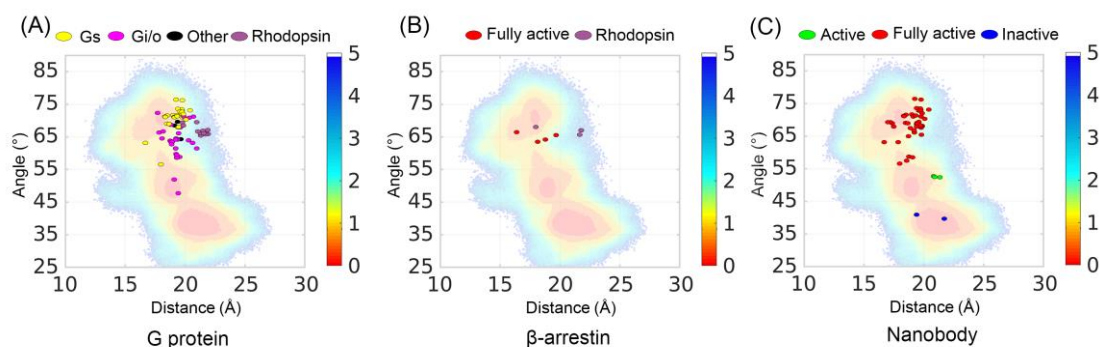 (A)
Gs Gi/o Other Rhodopsin
Angle (°)
85
75
65
55
45
35
25
10 15 20 25 30
Distance (Å)
5
4
3
2
1
0
G protein
(B)
Fully active Rhodopsin
Angle (°)
85
75
65
55
45
35
25
10 15 20 25 30
Distance (Å)
5
4
3
2
1
0
β-arrestin
(C)
Active Fully active Inactive
Angle (°)
85
75
65
55
45
35
25
10 15 20 25 30
Distance (Å)
5
4
3
2
1
0
Nanobody